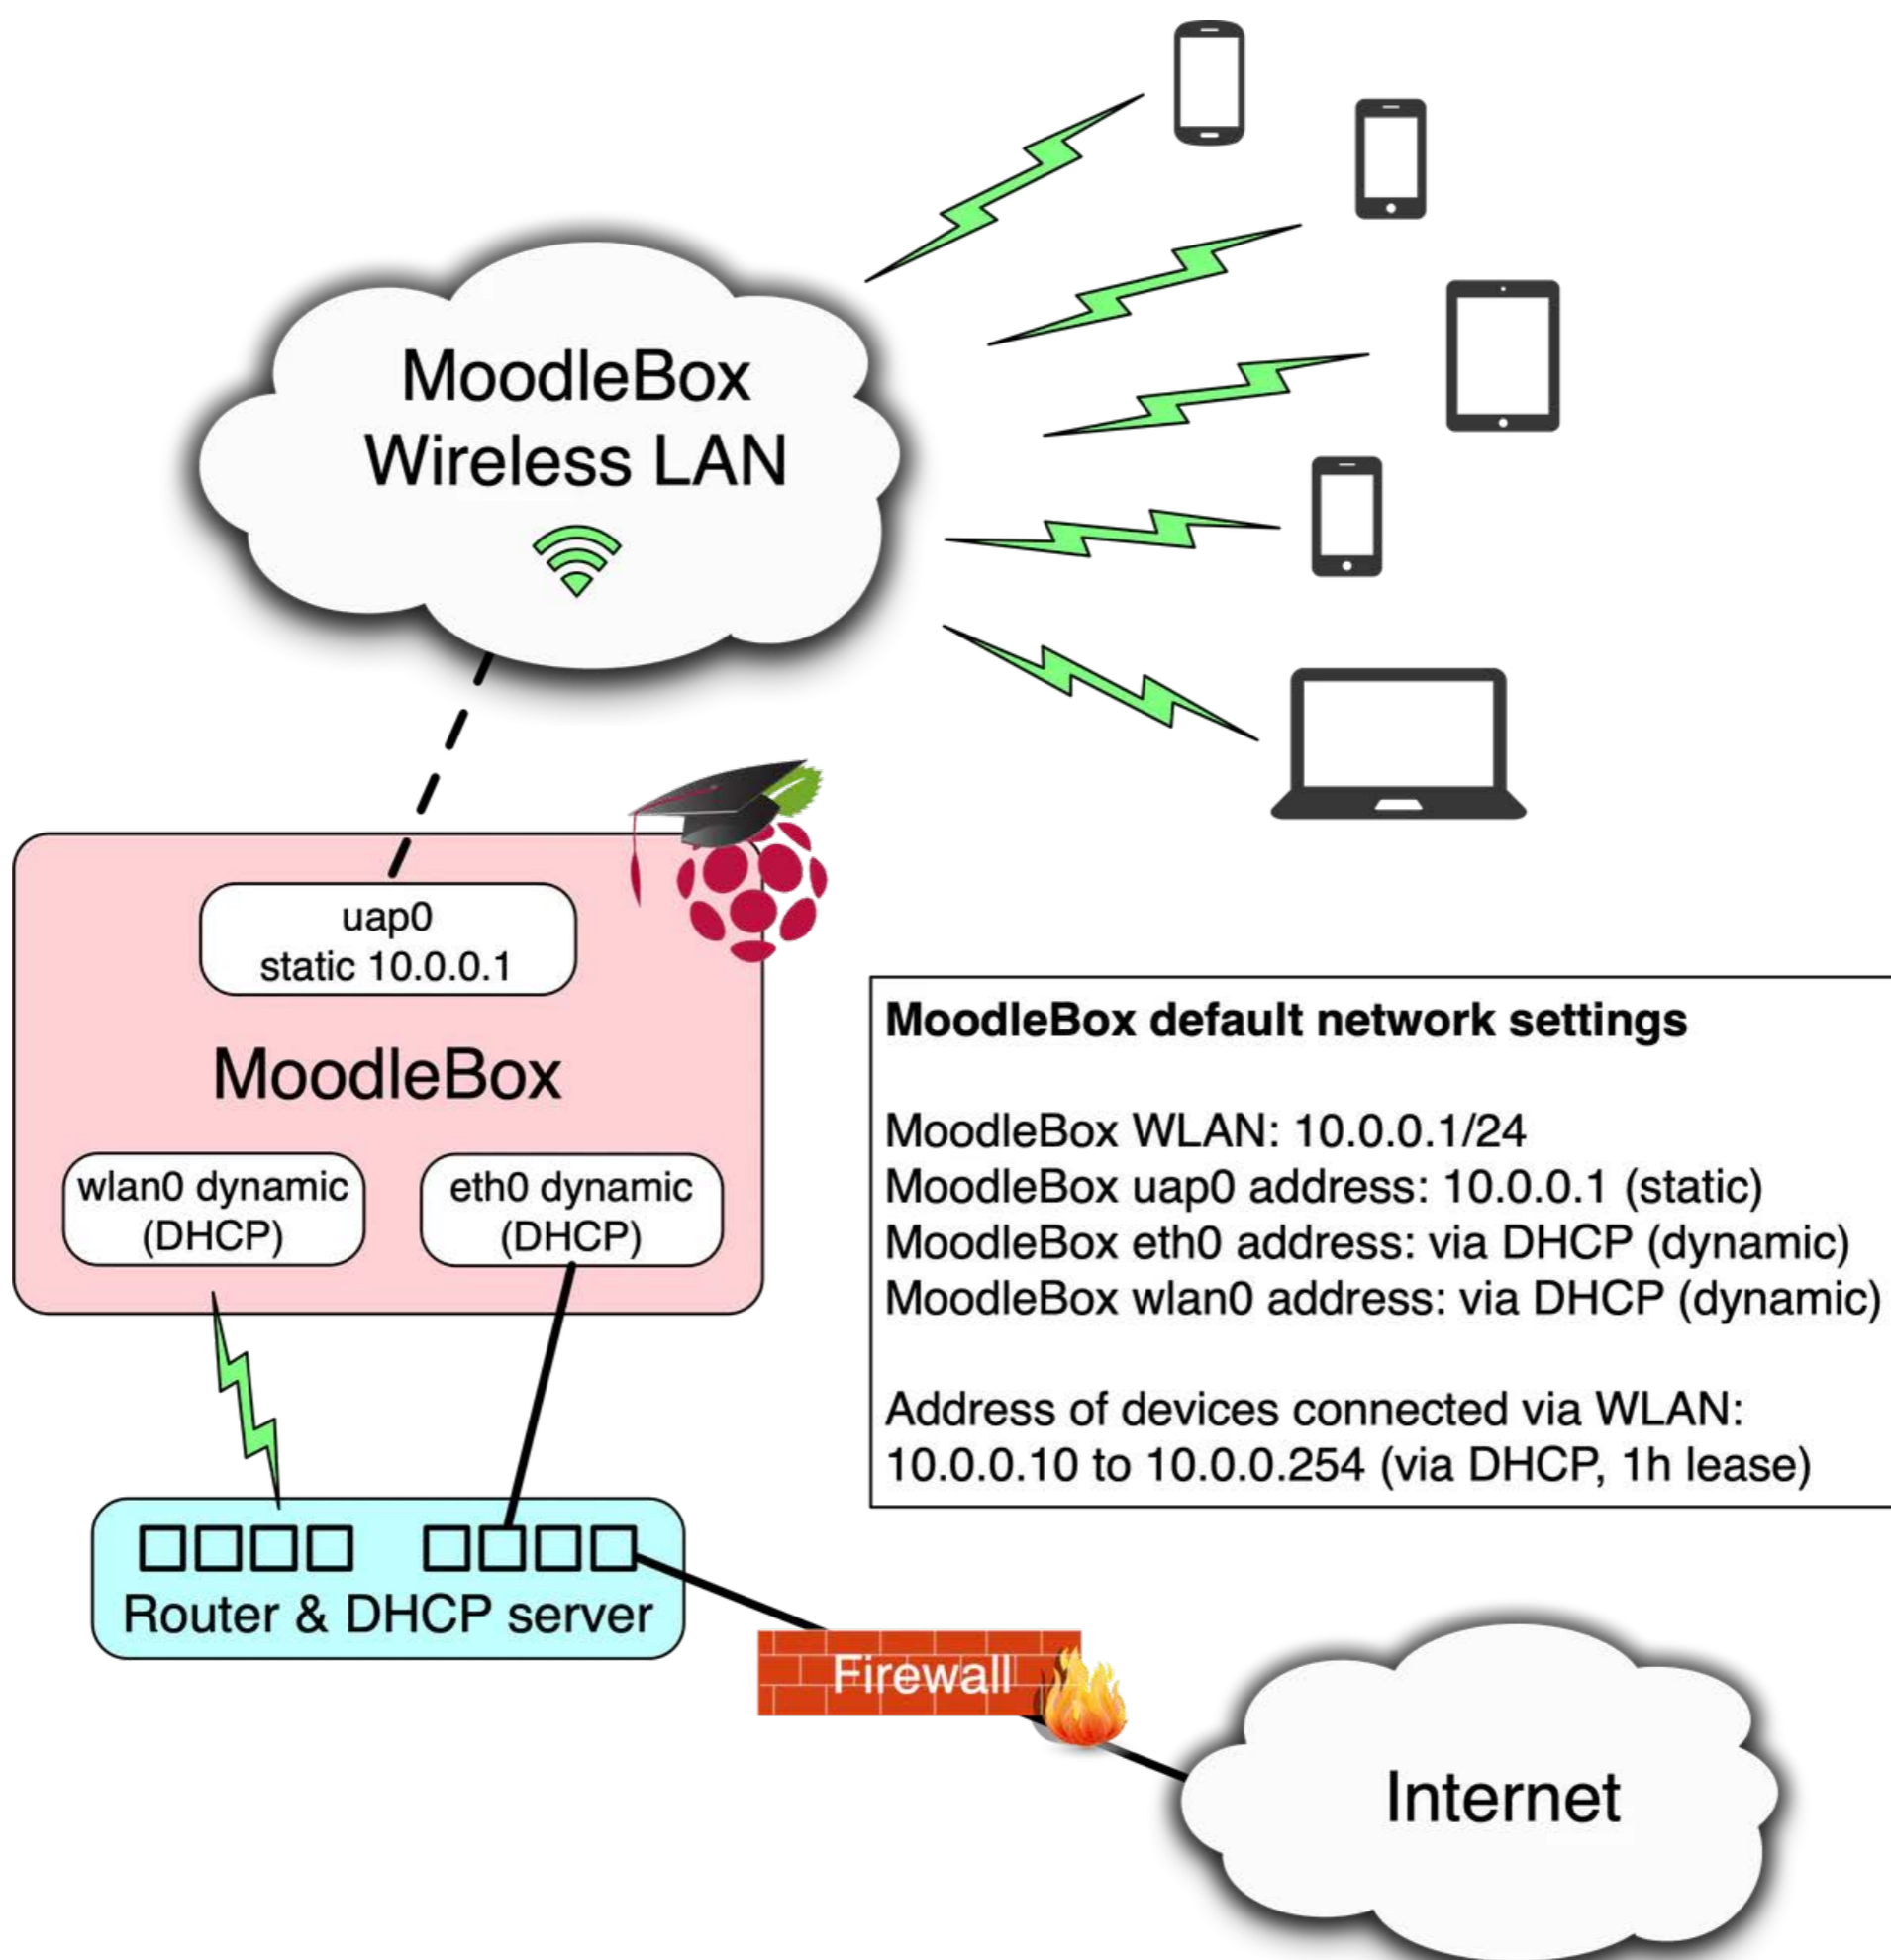 MoodleBox
Wireless LAN
uap0
static 10.0.0.1
MoodleBox
wlan0 dynamic
(DHCP)
eth0 dynamic
(DHCP)
MoodleBox default network settings
MoodleBox WLAN: 10.0.0.1/24
MoodleBox uap0 address: 10.0.0.1 (static)
MoodleBox eth0 address: via DHCP (dynamic)
MoodleBox wlan0 address: via DHCP (dynamic)
Address of devices connected via WLAN:
10.0.0.10 to 10.0.0.254 (via DHCP, 1h lease)
Router & DHCP server
Firewall
Internet